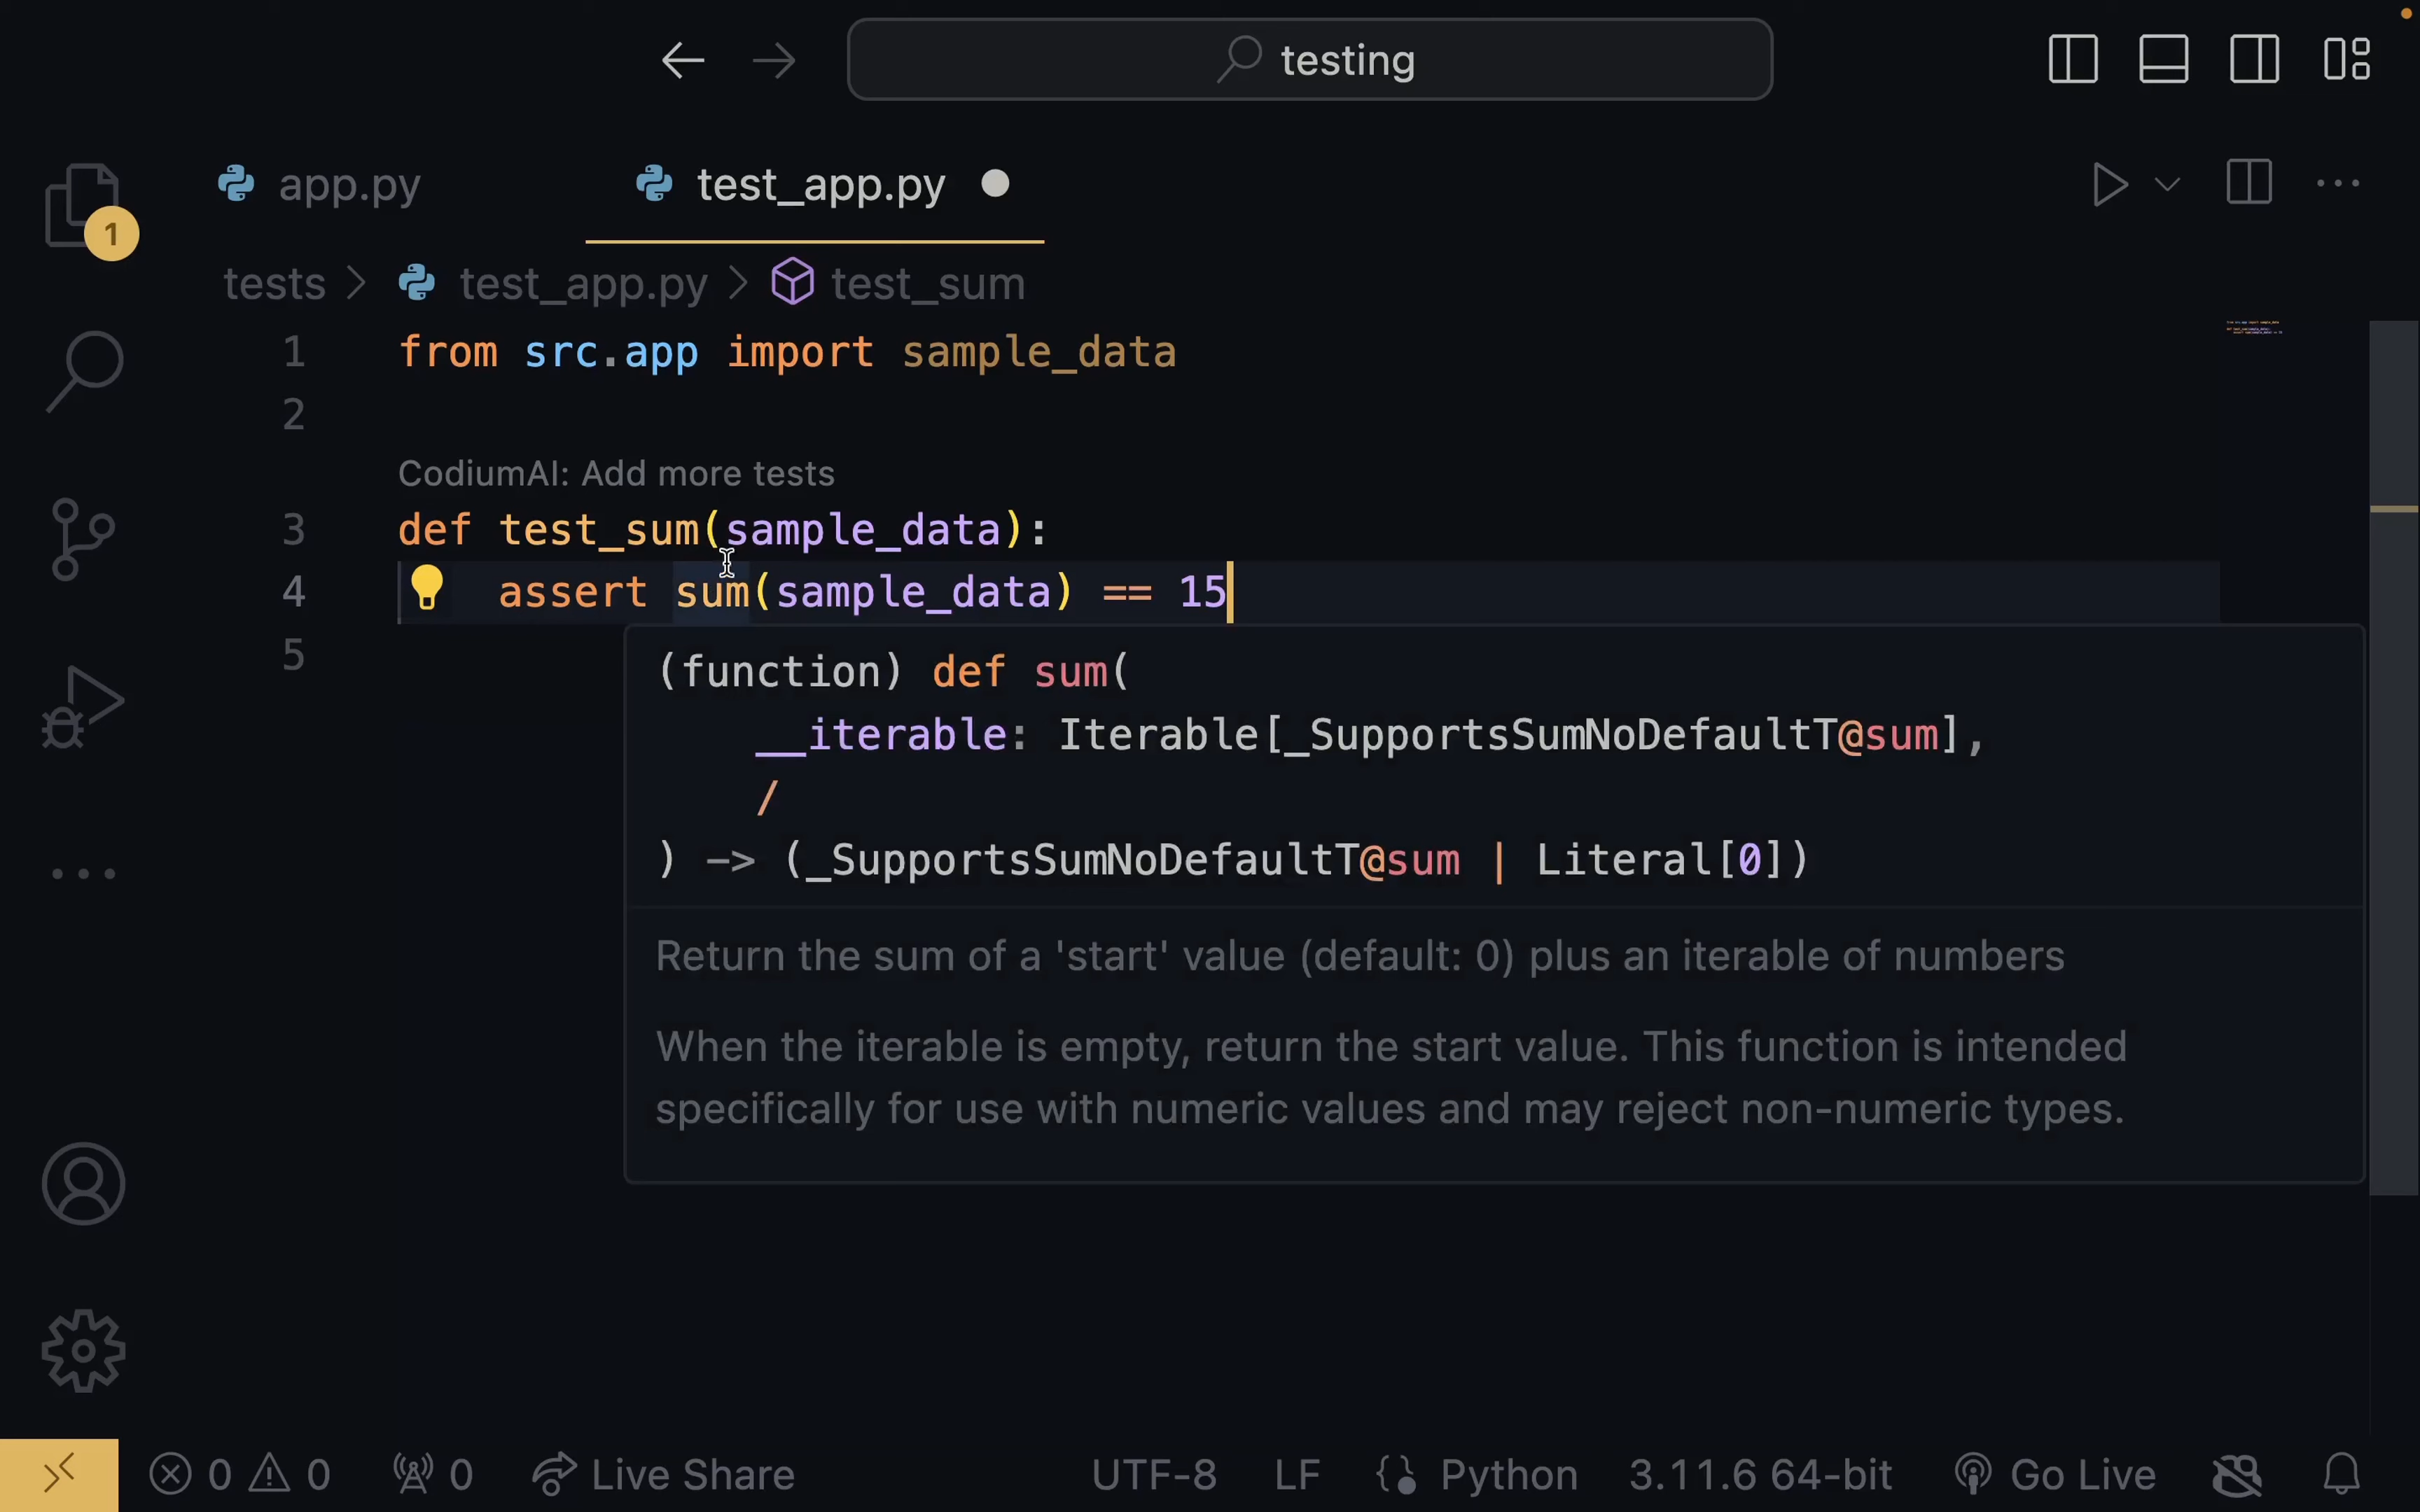 testing
app.py
test_app.py
1
tests > test_app.py > test_sum
1 from src.app import sample_data
2
CodiumAI: Add more tests
3 def test_sum(sample_data):
4 assert sum(sample_data) == 15
5
(function) def sum(
__iterable: Iterable[_SupportsSumNoDefaultT@sum],
/
) -> (_SupportsSumNoDefaultT@sum | Literal[0])
Return the sum of a 'start' value (default: 0) plus an iterable of numbers
When the iterable is empty, return the start value. This function is intended
specifically for use with numeric values and may reject non-numeric types.
0 0 0 Live Share UTF-8 LF Python 3.11.6 64-bit Go Live